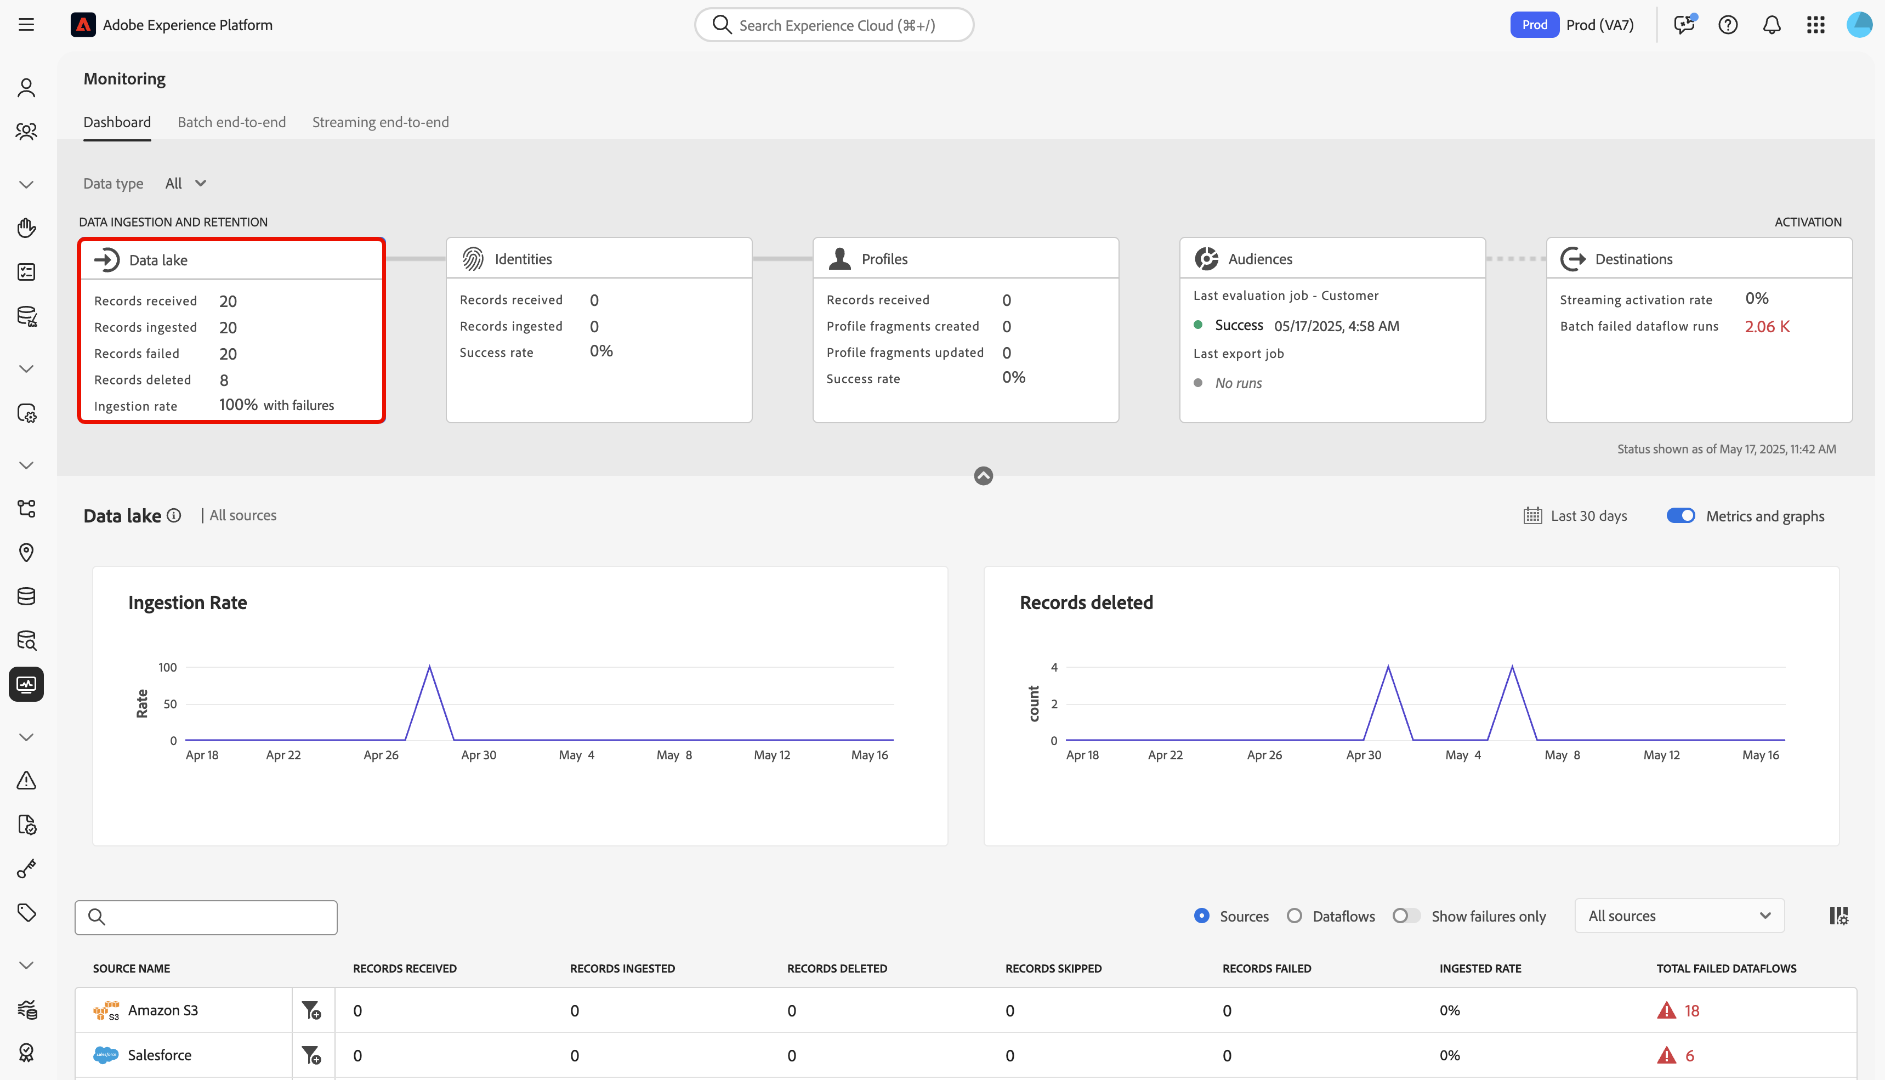 Adobe Experience Platform
Search Experience Cloud (⌘+/)
Prod
Prod (VA7)
Monitoring
Dashboard
Batch end-to-end
Streaming end-to-end
Data type
All
DATA INGESTION AND RETENTION
ACTIVATION
Data lake
Records received 20
Records ingested 20
Records failed 20
Records deleted 8
Ingestion rate 100% with failures
Identities
Records received 0
Records ingested 0
Success rate 0%
Profiles
Records received 0
Profile fragments created 0
Profile fragments updated 0
Success rate 0%
Audiences
Last evaluation job - Customer
Success 05/17/2025, 4:58 AM
Last export job
No runs
Destinations
Streaming activation rate 0%
Batch failed dataflow runs 2.06 K
Status shown as of May 17, 2025, 11:42 AM
Data lake | All sources
Last 30 days
Metrics and graphs
Ingestion Rate
Rate
100
50
0
Apr 18 Apr 22 Apr 26 Apr 30 May 4 May 8 May 12 May 16
Records deleted
count
4
2
0
Apr 18 Apr 22 Apr 26 Apr 30 May 4 May 8 May 12 May 16
Sources
Dataflows
Show failures only
All sources
SOURCE NAME RECORDS RECEIVED RECORDS INGESTED RECORDS DELETED RECORDS SKIPPED RECORDS FAILED INGESTED RATE TOTAL FAILED DATAFLOWS
S3 Amazon S3 0 0 0 0 0 0% 18
salesforce Salesforce 0 0 0 0 0 0% 6